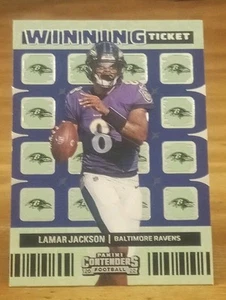 WINNING TICKET
8
LAMAR JACKSON | BALTIMORE RAVENS
PANINI
CONTENDERS
FOOTBALL